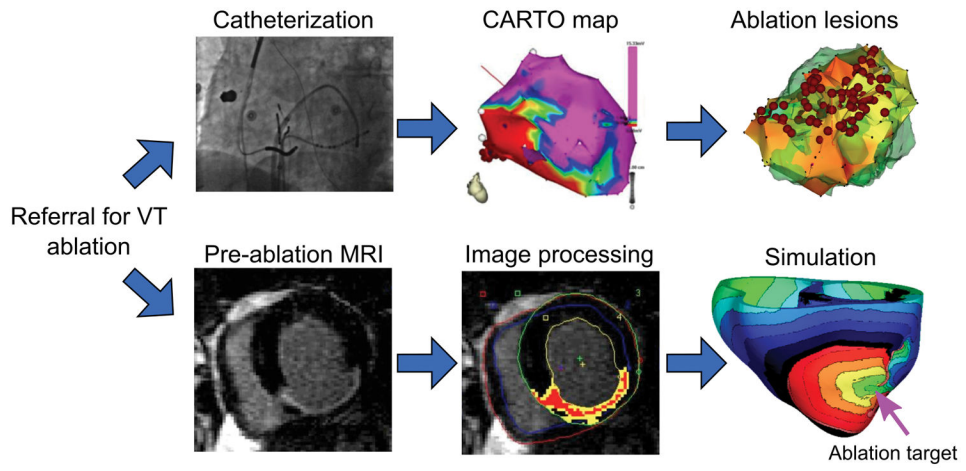 Catheterization
CARTO map
Ablation lesions
Referral for VT
ablation
Pre-ablation MRI
Image processing
Simulation
3
4
Ablation target